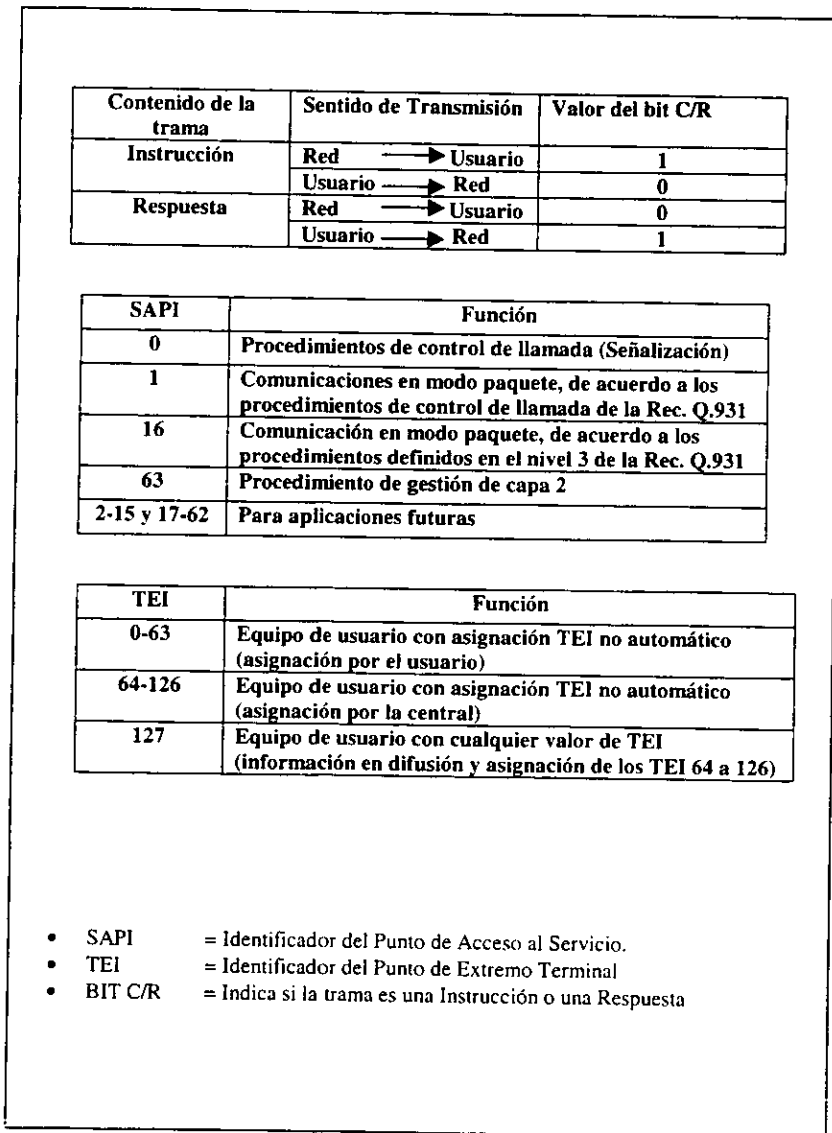 Contenido de la trama | Sentido de Transmisión | Valor del bit C/R
Instrucción | Red → Usuario | 1
Usuario → Red | 0
Respuesta | Red → Usuario | 0
Usuario → Red | 1
SAPI | Función
0 | Procedimientos de control de llamada (Señalización)
1 | Comunicaciones en modo paquete, de acuerdo a los
procedimientos de control de llamada de la Rec. Q.931
16 | Comunicación en modo paquete, de acuerdo a los
procedimientos definidos en el nivel 3 de la Rec. Q.931
63 | Procedimiento de gestión de capa 2
2-15 y 17-62 | Para aplicaciones futuras
TEI | Función
0-63 | Equipo de usuario con asignación TEI no automático
(asignación por el usuario)
64-126 | Equipo de usuario con asignación TEI no automático
(asignación por la central)
127 | Equipo de usuario con cualquier valor de TEI
(información en difusión y asignación de los TEI 64 a 126)
• SAPI = Identificador del Punto de Acceso al Servicio.
• TEI = Identificador del Punto de Extremo Terminal
• BIT C/R = Indica si la trama es una Instrucción o una Respuesta